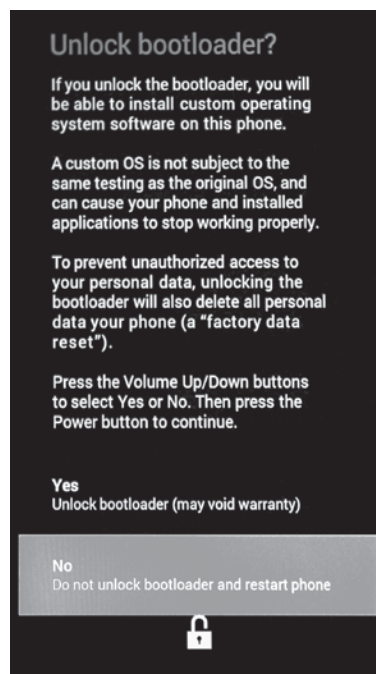 Unlock bootloader?
If you unlock the bootloader, you will
be able to install custom operating
system software on this phone.
A custom OS is not subject to the
same testing as the original OS, and
can cause your phone and installed
applications to stop working properly.
To prevent unauthorized access to
your personal data, unlocking the
bootloader will also delete all personal
data your phone (a “factory data
reset”).
Press the Volume Up/Down buttons
to select Yes or No. Then press the
Power button to continue.
Yes
Unlock bootloader (may void warranty)
No
Do not unlock bootloader and restart phone